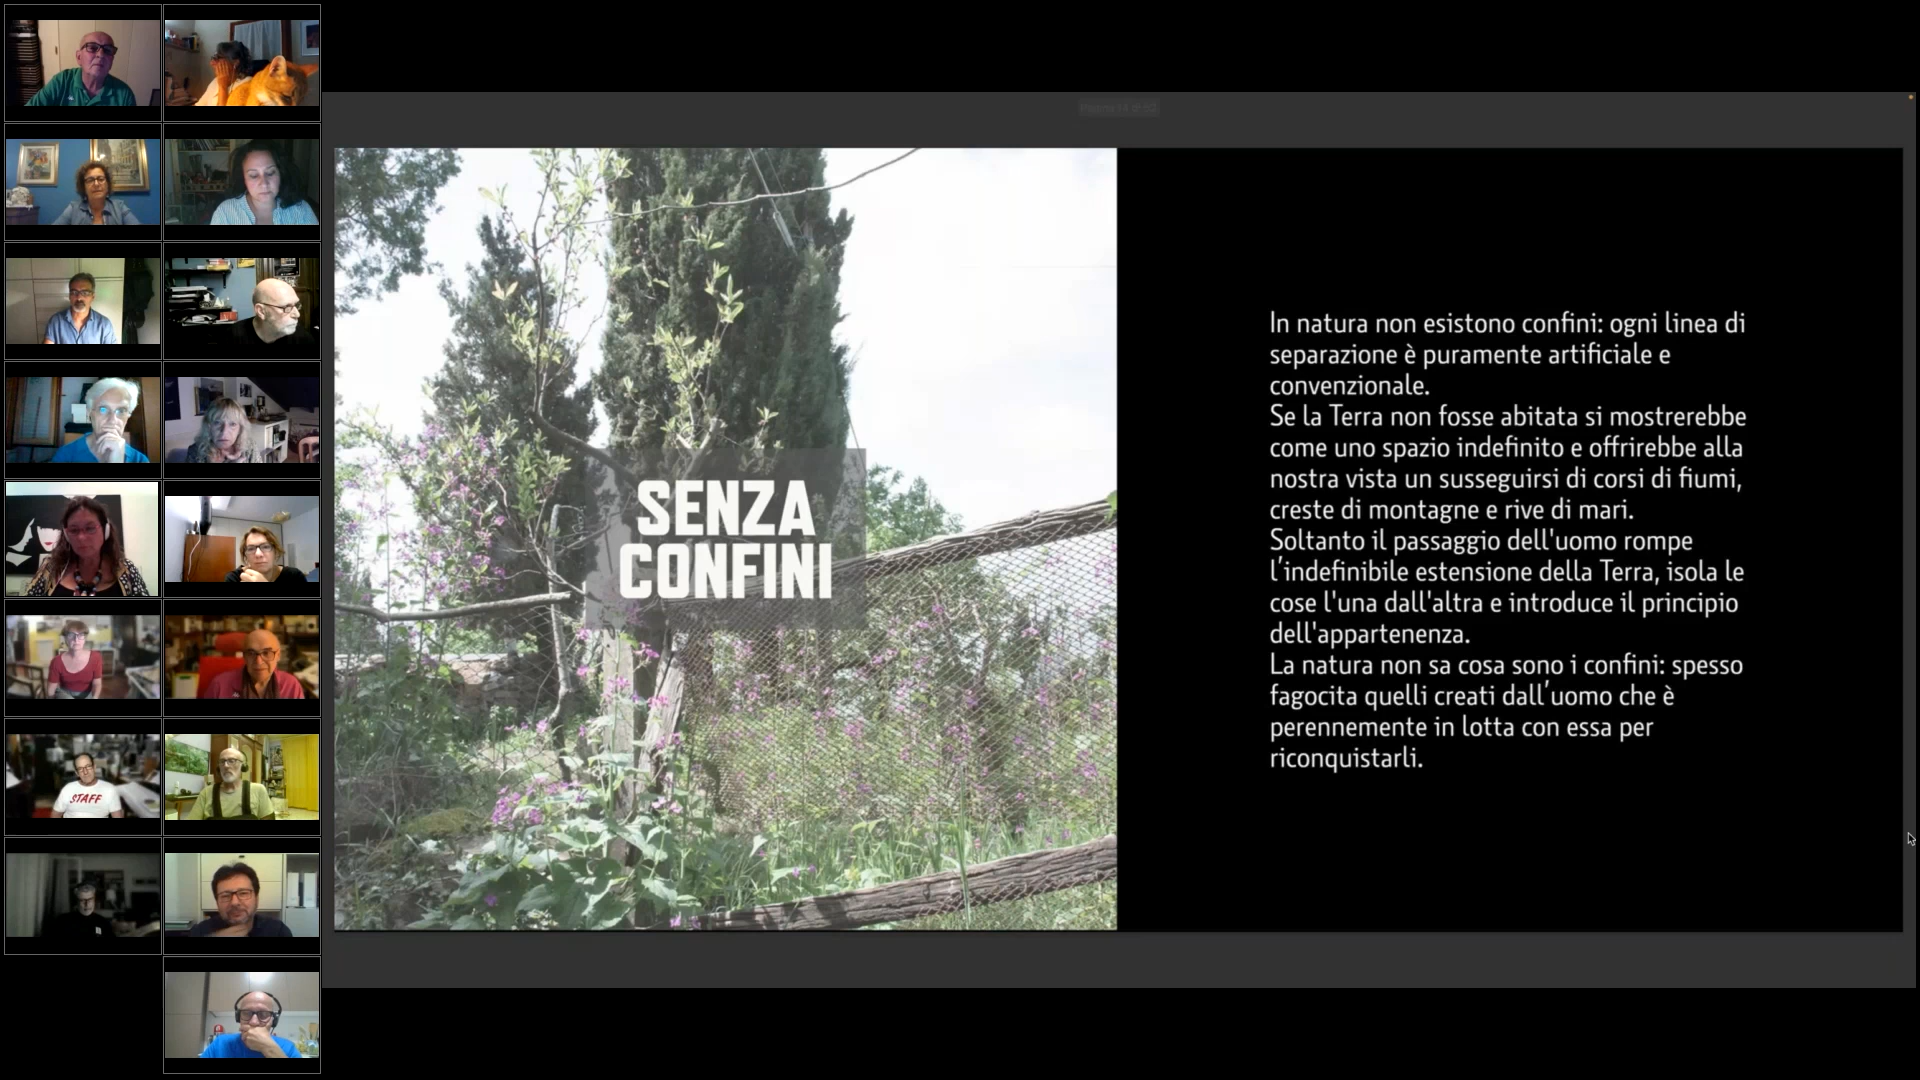 SENZA
CONFINI
In natura non esistono confini: ogni linea di
separazione è puramente artificiale e
convenzionale.
Se la Terra non fosse abitata si mostrerebbe
come uno spazio indefinito e offrirebbe alla
nostra vista un susseguirsi di corsi di fiumi,
creste di montagne e rive di mari.
Soltanto il passaggio dell'uomo rompe
l'indefinibile estensione della Terra, isola le
cose l'una dall'altra e introduce il principio
dell'appartenenza.
La natura non sa cosa sono i confini: spesso
fagocita quelli creati dall'uomo che è
perennemente in lotta con essa per
riconquistarli.
STAFF